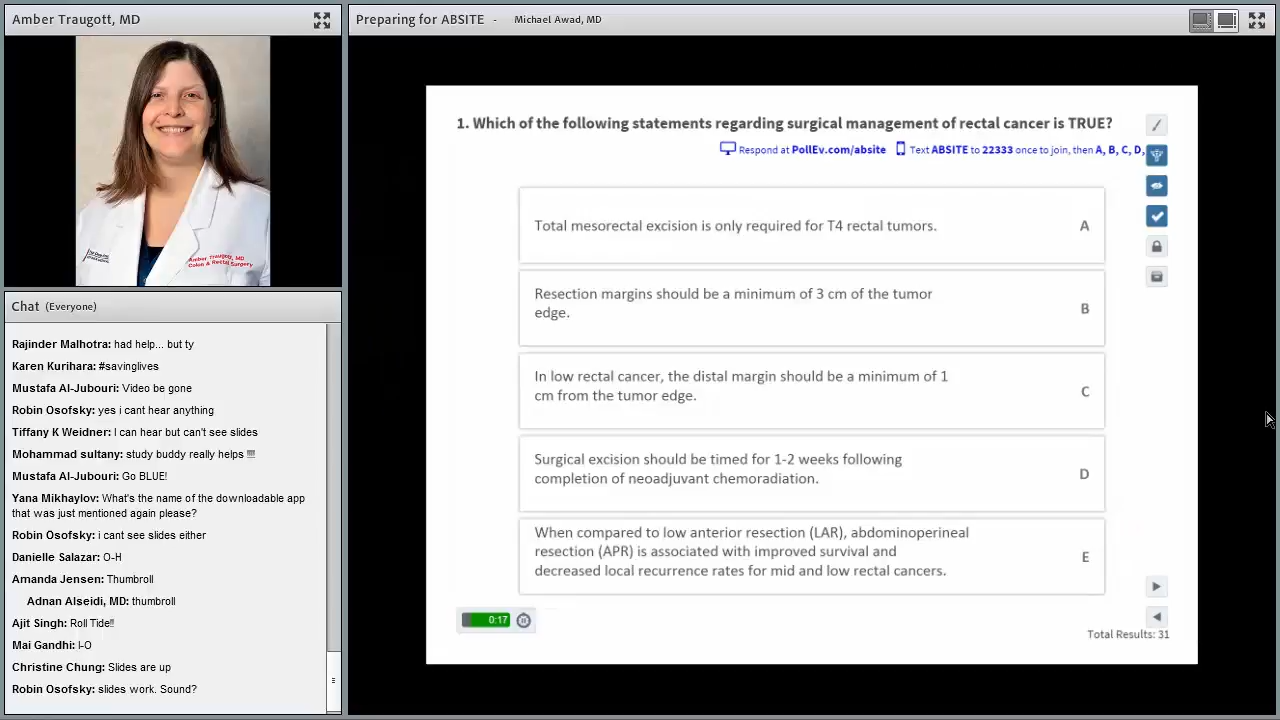 Amber Traugott, MD
Preparing for ABSITE - Michael Awad, MD
Amber Traugott, MD
Colon & Rectal Surgery
Chat (Everyone)
Rajinder Malhotra: had help... but ty
Karen Kurihara: #savinglives
Mustafa Al-Jubouri: Video be gone
Robin Osofsky: yes i cant hear anything
Tiffany K Weidner: I can hear but can't see slides
Mohammad sultany: study buddy really helps !!!!
Mustafa Al-Jubouri: Go BLUE!
Yana Mikhaylov: What's the name of the downloadable app
that was just mentioned again please?
Robin Osofsky: i cant see slides either
Danielle Salazar: O-H
Amanda Jensen: Thumbroll
Adnan Alseidi, MD: thumbroll
Ajit Singh: Roll Tide!!
Mai Gandhi: I-O
Christine Chung: Slides are up
Robin Osofsky: slides work. Sound?
1. Which of the following statements regarding surgical management of rectal cancer is TRUE?
Respond at PollEv.com/absite Text ABSITE to 22333 once to join, then A, B, C, D,
Total mesorectal excision is only required for T4 rectal tumors. A
Resection margins should be a minimum of 3 cm of the tumor
edge. B
In low rectal cancer, the distal margin should be a minimum of 1
cm from the tumor edge. C
Surgical excision should be timed for 1-2 weeks following
completion of neoadjuvant chemoradiation. D
When compared to low anterior resection (LAR), abdominoperineal
resection (APR) is associated with improved survival and
decreased local recurrence rates for mid and low rectal cancers. E
0:17
Total Results: 31